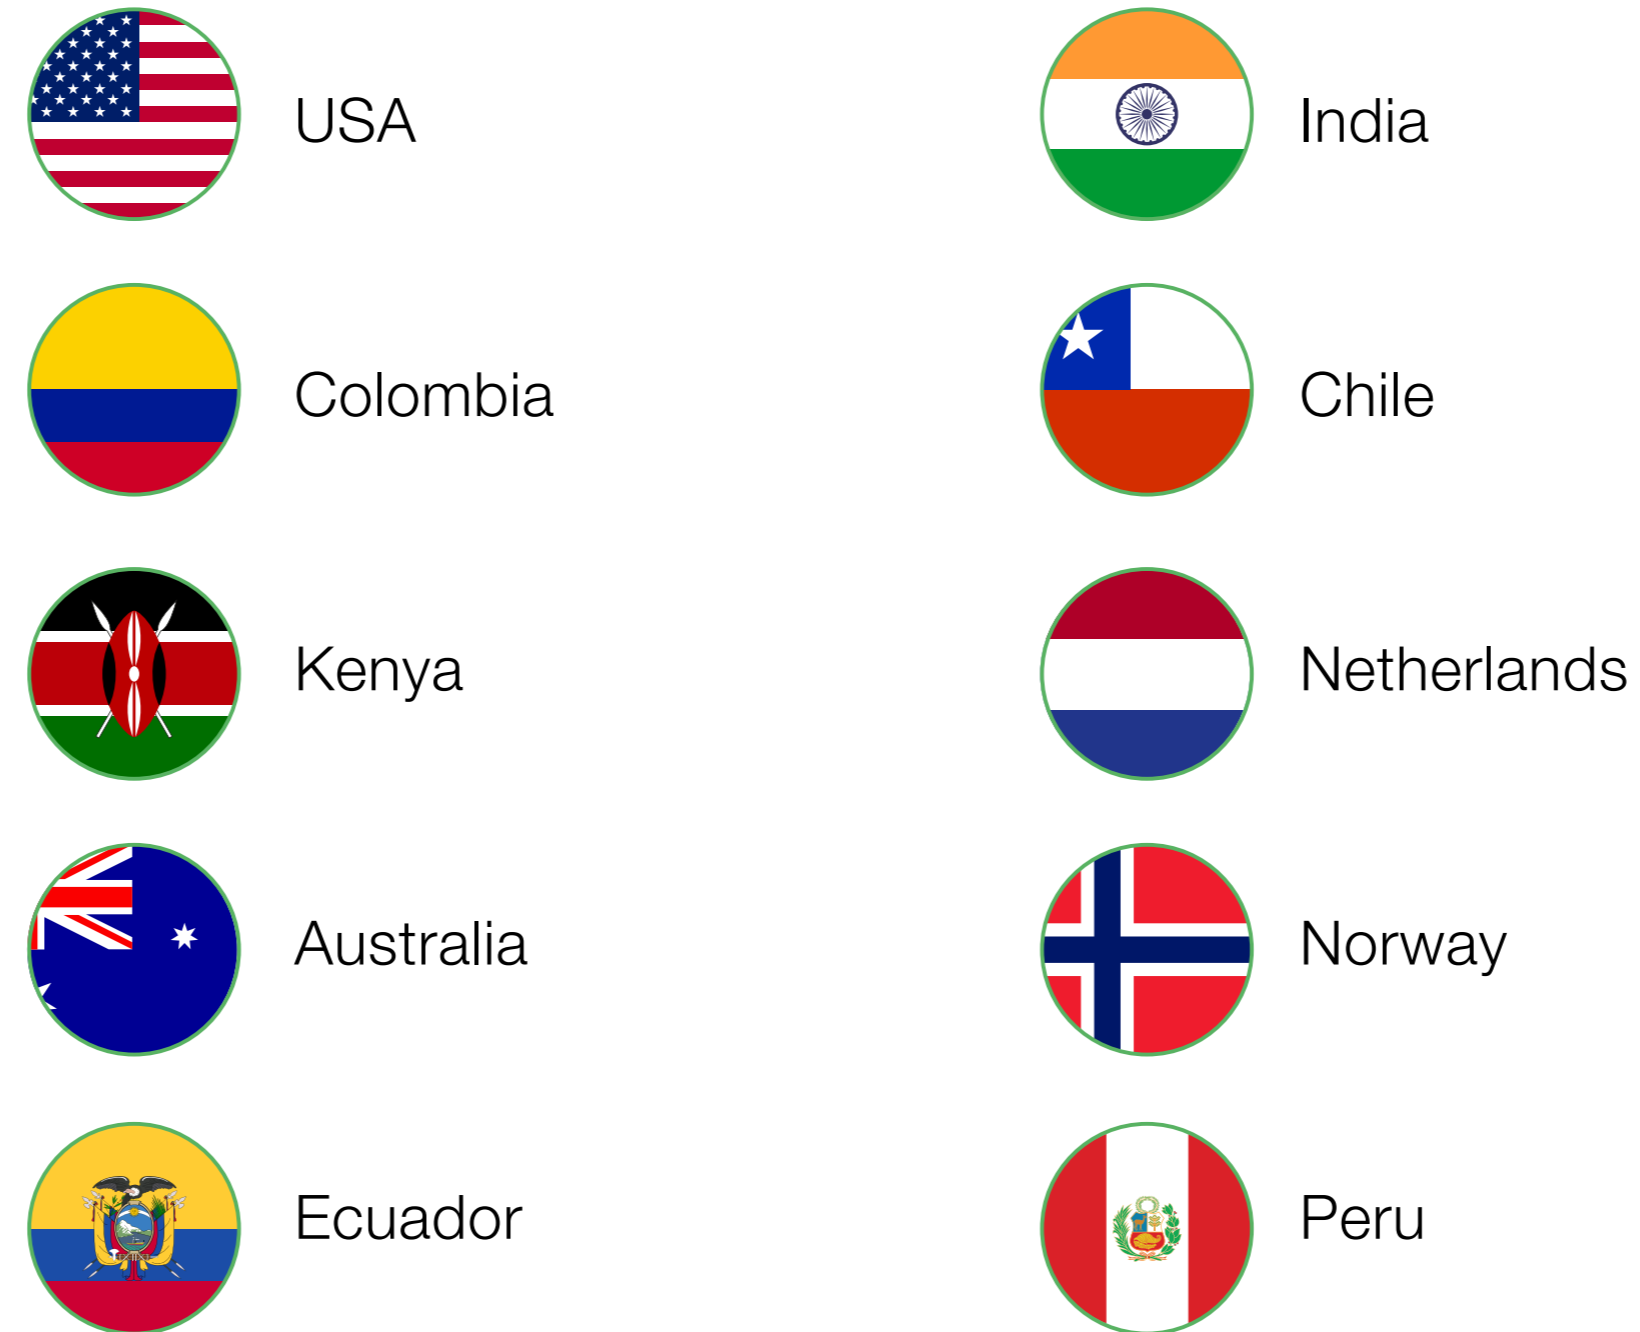 USA
India
Colombia
Chile
Kenya
Netherlands
Australia
Norway
Ecuador
Peru